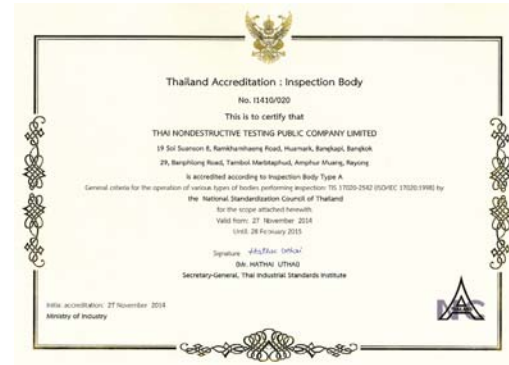 Thailand Accreditation : Inspection Body
No. I1410/020
This is to certify that
THAI NONDESTRUCTIVE TESTING PUBLIC COMPANY LIMITED
19 Soi Suanson 8, Ramkhamhaeng Road, Huamark, Bangkapi, Bangkok
29, Banphlong Road, Tambol Maptaphud, Amphur Muang, Rayong
is accredited according to Inspection Body Type A
General criteria for the operation of various types of bodies performing inspection: TIS 17020-2542 (ISO/IEC 17020:1998) by
the National Standardization Council of Thailand
for the scope attached herewith.
Valid from: 27 November 2014
Until: 28 February 2015
Signature
(Mr. HATHAI UTHAI)
Secretary-General, Thai Industrial Standards Institute
Initial accreditation: 27 November 2014
Ministry of Industry
NAC
THAILAND